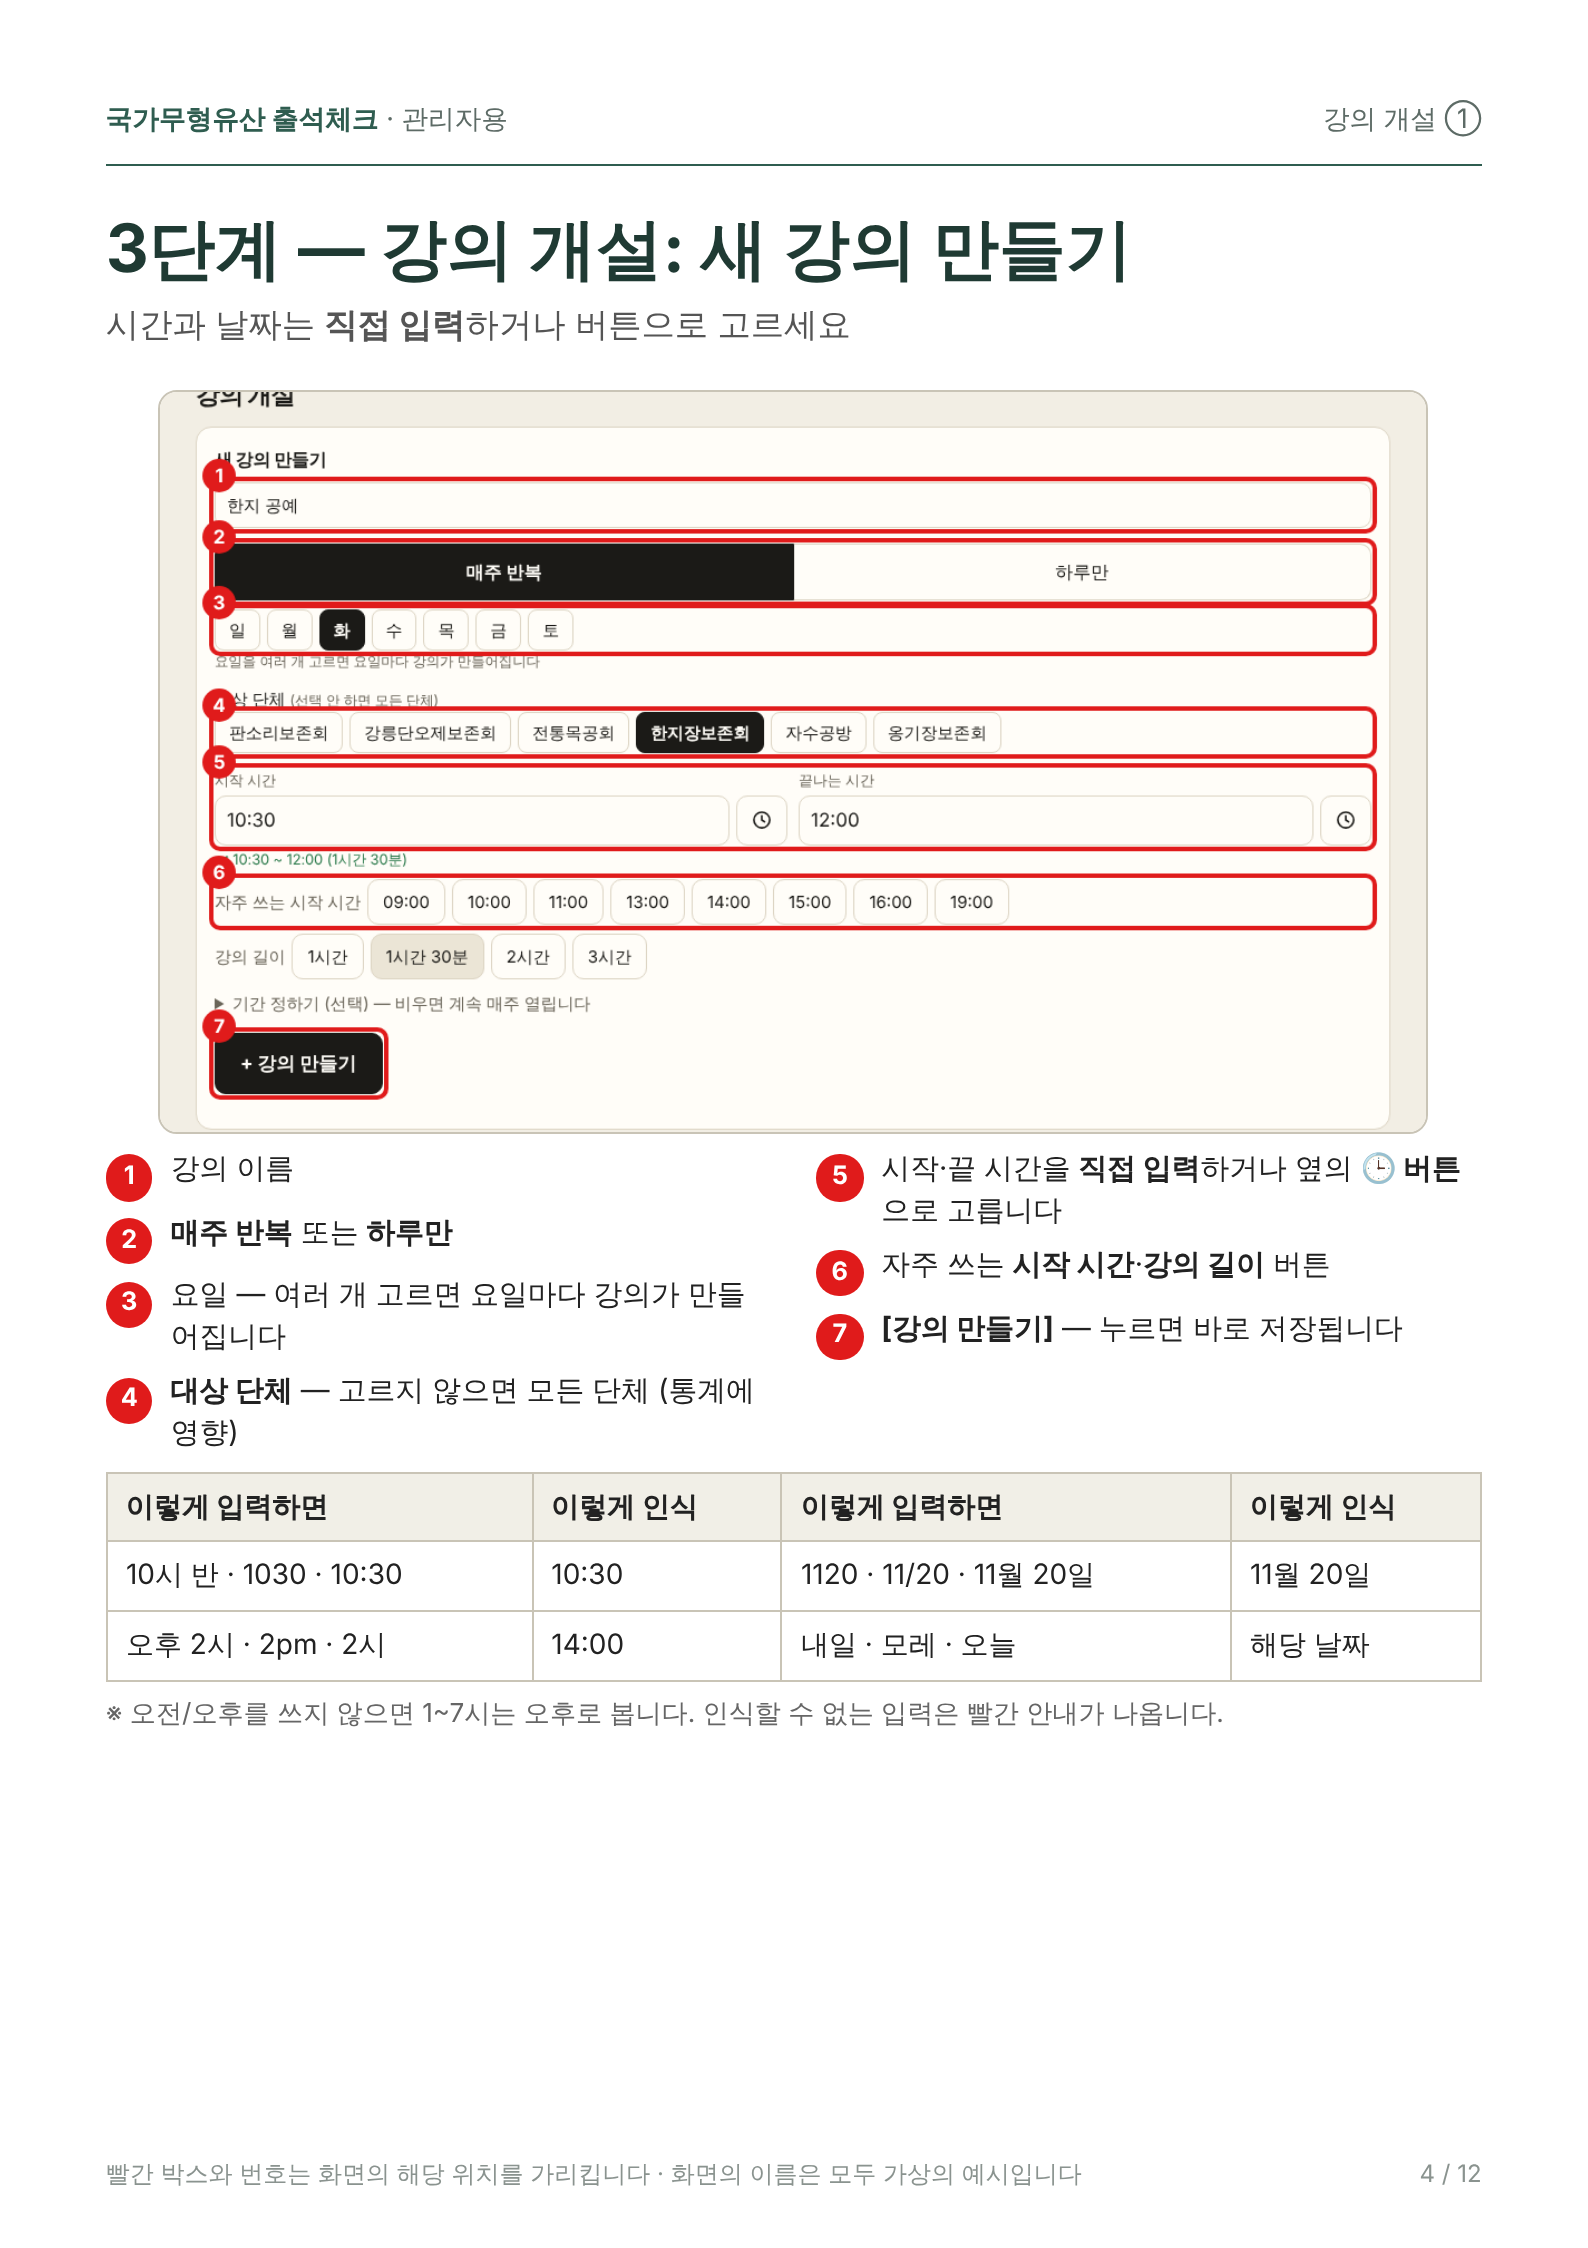 국가무형유산 출석체크 · 관리자용
강의 개설 ①
3단계 — 강의 개설: 새 강의 만들기
시간과 날짜는 직접 입력하거나 버튼으로 고르세요
강의 개설
새 강의 만들기
1
한지 공예
2
매주 반복 하루만
3
일 월 화 수 목 금 토
요일을 여러 개 고르면 요일마다 강의가 만들어집니다
상 단체 (선택 안 하면 모든 단체)
4
판소리보존회 강릉단오제보존회 전통목공회 한지장보존회 자수공방 옹기장보존회
5
시작 시간 끝나는 시간
10:30 12:00
10:30 ~ 12:00 (1시간 30분)
6
자주 쓰는 시작 시간 09:00 10:00 11:00 13:00 14:00 15:00 16:00 19:00
강의 길이 1시간 1시간 30분 2시간 3시간
▶ 기간 정하기 (선택) — 비우면 계속 매주 열립니다
7
+ 강의 만들기
1 강의 이름
2 매주 반복 또는 하루만
3 요일 — 여러 개 고르면 요일마다 강의가 만들
어집니다
4 대상 단체 — 고르지 않으면 모든 단체 (통계에
영향)
5 시작·끝 시간을 직접 입력하거나 옆의 🕒 버튼
으로 고릅니다
6 자주 쓰는 시작 시간·강의 길이 버튼
7 [강의 만들기] — 누르면 바로 저장됩니다
이렇게 입력하면 이렇게 인식 이렇게 입력하면 이렇게 인식
10시 반 · 1030 · 10:30 10:30 1120 · 11/20 · 11월 20일 11월 20일
오후 2시 · 2pm · 2시 14:00 내일 · 모레 · 오늘 해당 날짜
※ 오전/오후를 쓰지 않으면 1~7시는 오후로 봅니다. 인식할 수 없는 입력은 빨간 안내가 나옵니다.
빨간 박스와 번호는 화면의 해당 위치를 가리킵니다 · 화면의 이름은 모두 가상의 예시입니다
4 / 12